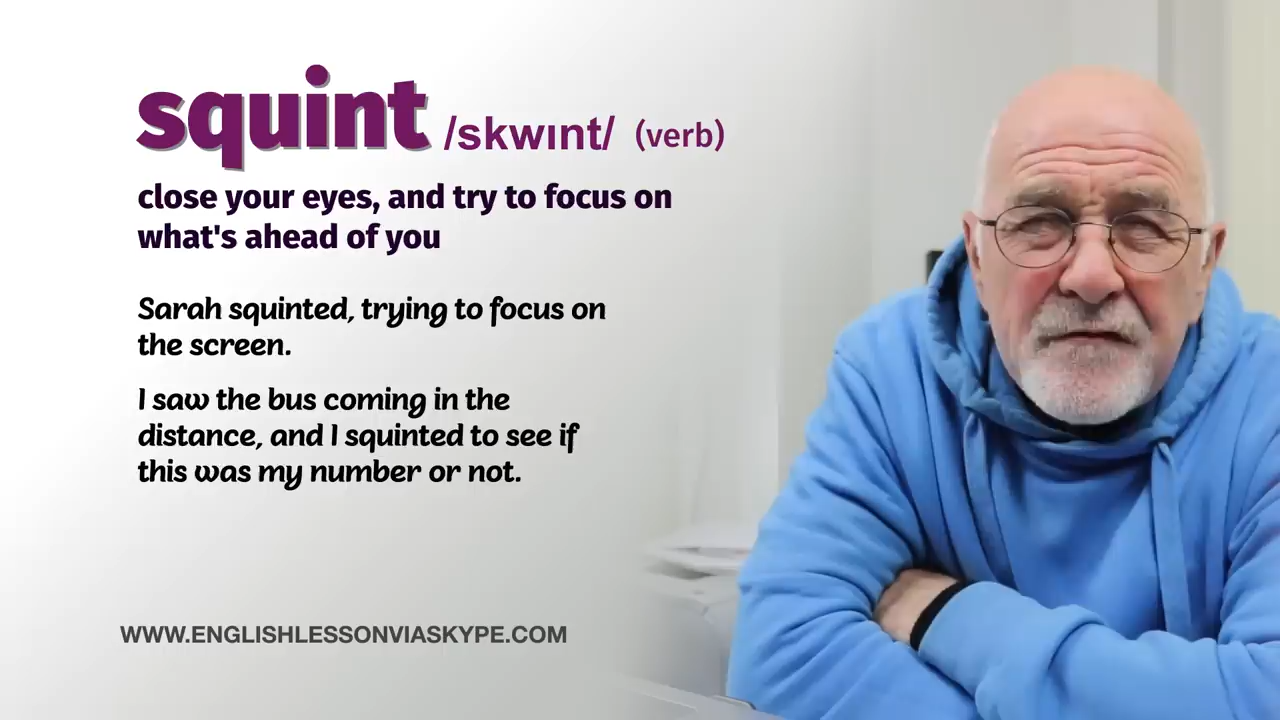 squint /skwɪnt/ (verb)
close your eyes, and try to focus on
what's ahead of you
Sarah squinted, trying to focus on
the screen.
I saw the bus coming in the
distance, and I squinted to see if
this was my number or not.
WWW.ENGLISHLESSONVIASKYPE.COM